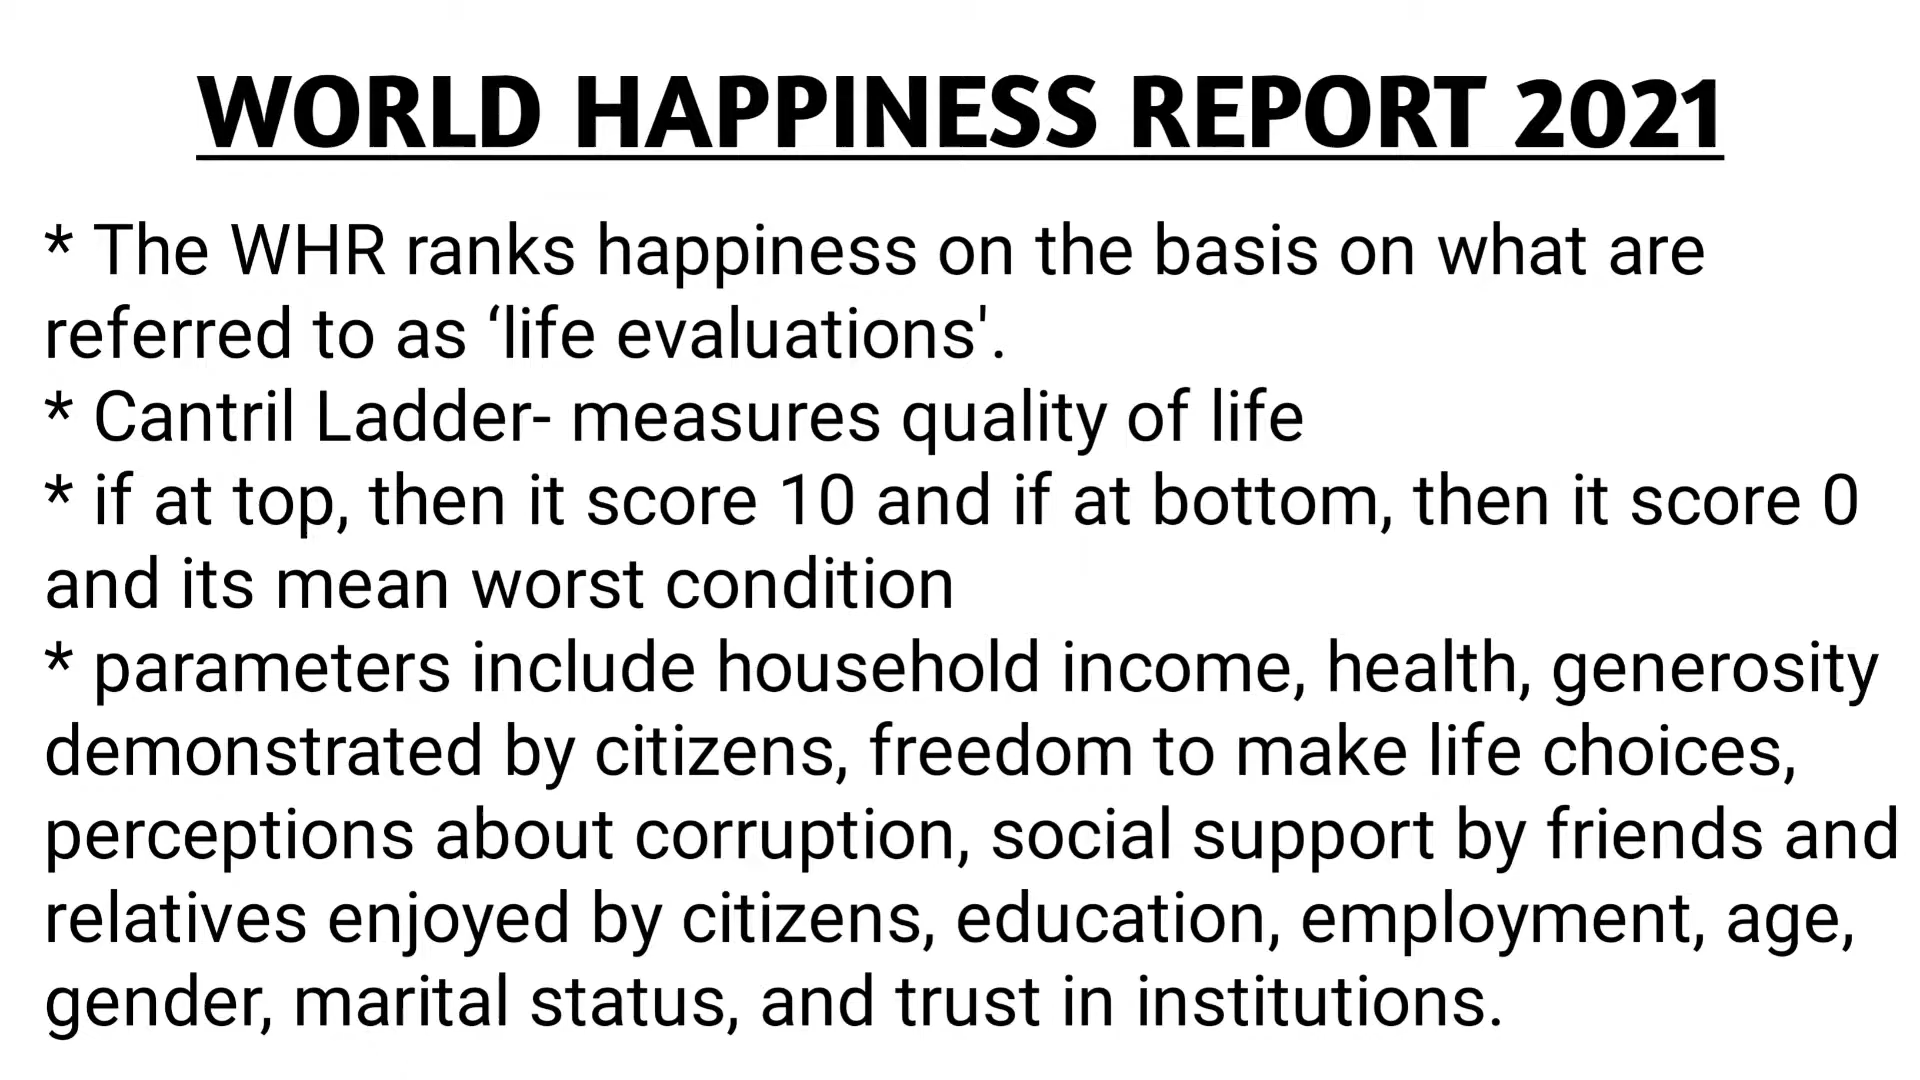 WORLD HAPPINESS REPORT 2021
* The WHR ranks happiness on the basis on what are
referred to as ‘life evaluations'.
* Cantril Ladder- measures quality of life
* if at top, then it score 10 and if at bottom, then it score 0
and its mean worst condition
* parameters include household income, health, generosity
demonstrated by citizens, freedom to make life choices,
perceptions about corruption, social support by friends and
relatives enjoyed by citizens, education, employment, age,
gender, marital status, and trust in institutions.